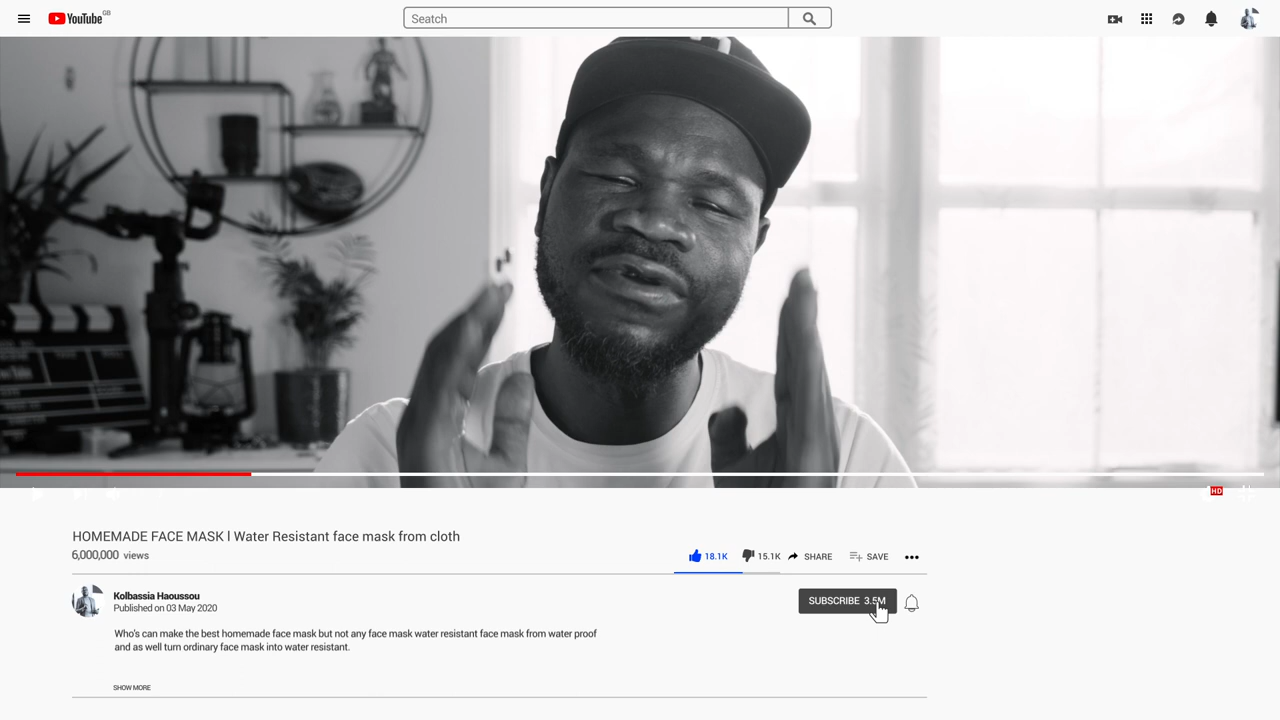 YouTube GB
Seatch
HD
HOMEMADE FACE MASK l Water Resistant face mask from cloth
6,000,000 views
18.1K 15.1K SHARE SAVE
Kolbassia Haoussou
Published on 03 May 2020
SUBSCRIBE 3.5M
Who's can make the best homemade face mask but not any face mask water resistant face mask from water proof
and as well turn ordinary face mask into water resistant.
SHOW MORE